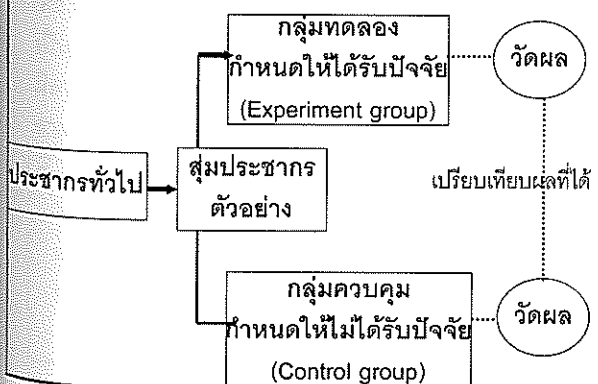 กลุ่มทดลอง
กำหนดให้ได้รับปัจจัย
(Experiment group)
วัดผล
ประชากรทั่วไป
สุ่มประชากร
ตัวอย่าง
เปรียบเทียบผลที่ได้
กลุ่มควบคุม
กำหนดให้ไม่ได้รับปัจจัย
(Control group)
วัดผล